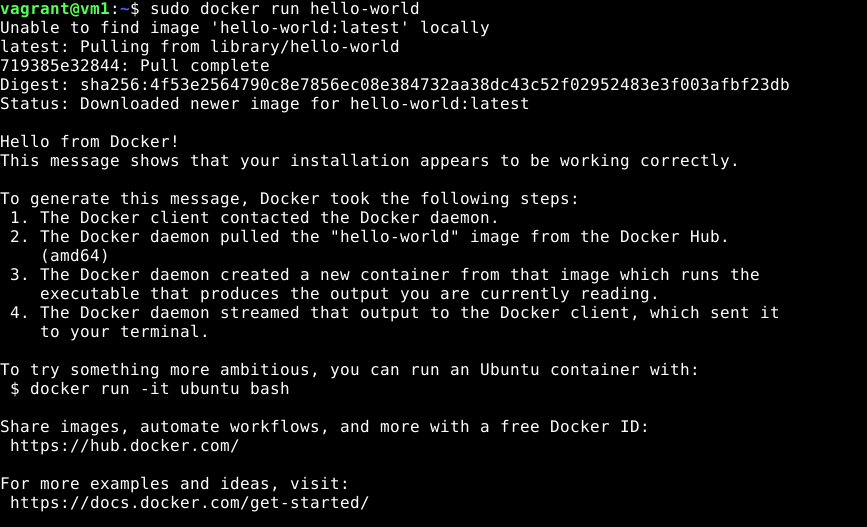 vagrant@vm1:~$ sudo docker run hello-world
Unable to find image 'hello-world:latest' locally
latest: Pulling from library/hello-world
719385e32844: Pull complete
Digest: sha256:4f53e2564790c8e7856ec08e384732aa38dc43c52f02952483e3f003afbf23db
Status: Downloaded newer image for hello-world:latest

Hello from Docker!
This message shows that your installation appears to be working correctly.

To generate this message, Docker took the following steps:
 1. The Docker client contacted the Docker daemon.
 2. The Docker daemon pulled the "hello-world" image from the Docker Hub.
    (amd64)
 3. The Docker daemon created a new container from that image which runs the
    executable that produces the output you are currently reading.
 4. The Docker daemon streamed that output to the Docker client, which sent it
    to your terminal.

To try something more ambitious, you can run an Ubuntu container with:
 $ docker run -it ubuntu bash

Share images, automate workflows, and more with a free Docker ID:
 https://hub.docker.com/

For more examples and ideas, visit:
 https://docs.docker.com/get-started/